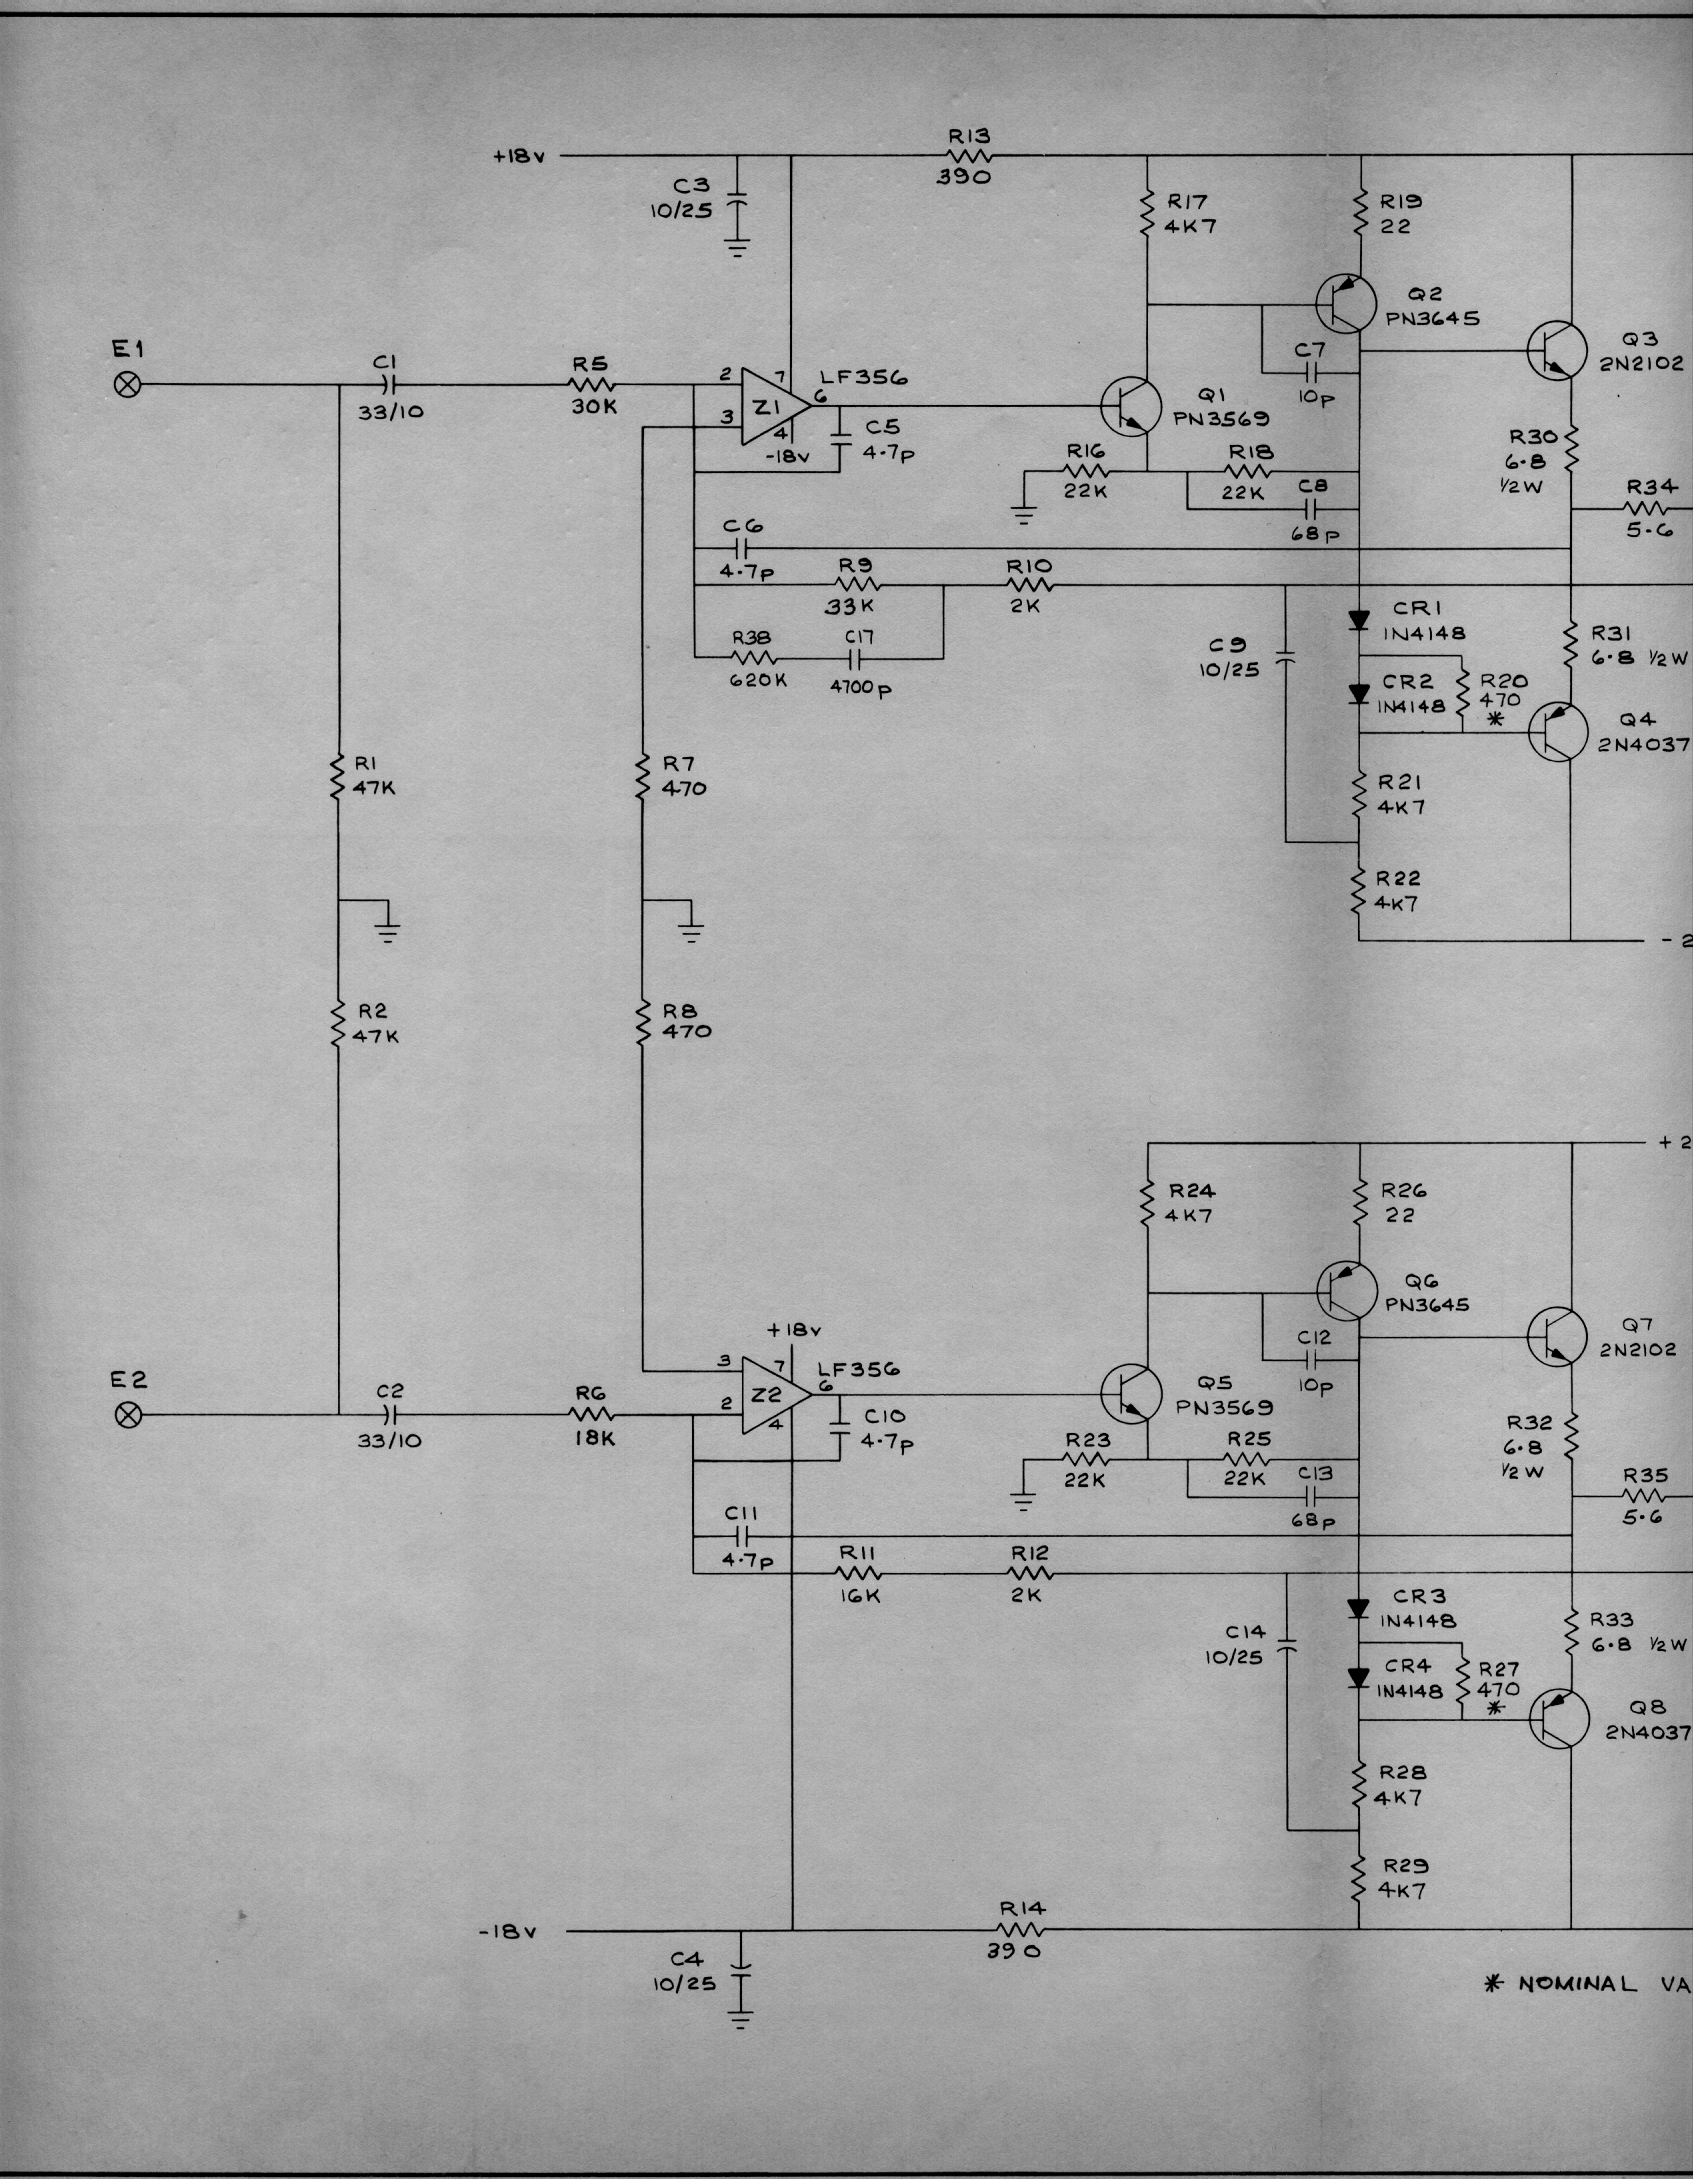 +18v
R13
390
C3
10/25
R17
4K7
R19
22
Q2
PN3645
E1
C1
33/10
R5
30K
2
7
LF356
6
Z1
3
4
-18v
C5
4.7p
Q1
PN3569
C7
10p
Q3
2N2102
R16
22K
R18
22K
C8
68p
R30
6.8
½W
R34
5.6
C6
4.7p
R9
33K
R10
2K
R38
620K
C17
4700p
C9
10/25
CR1
1N4148
CR2
1N4148
R20
470
*
R31
6.8 ½W
Q4
2N4037
R1
47K
R7
470
R21
4K7
R22
4K7
- 2
R2
47K
R8
470
+ 2
R24
4K7
R26
22
Q6
PN3645
+18v
3
7
LF356
6
Z2
2
4
E2
C2
33/10
R6
18K
C10
4.7p
Q5
PN3569
C12
10p
Q7
2N2102
R23
22K
R25
22K
C13
68p
R32
6.8
½W
R35
5.6
C11
4.7p
R11
16K
R12
2K
C14
10/25
CR3
1N4148
CR4
1N4148
R27
470
*
R33
6.8 ½W
Q8
2N4037
R28
4K7
R29
4K7
-18v
R14
390
C4
10/25
* NOMINAL VA